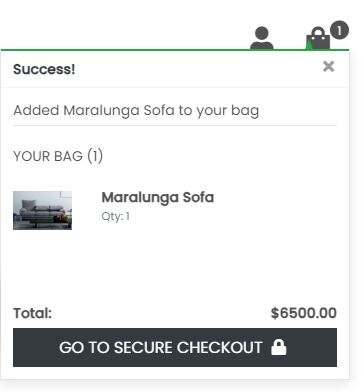 1
Success!
×
Added Maralunga Sofa to your bag
YOUR BAG (1)
Maralunga Sofa
Qty: 1
Total: $6500.00
GO TO SECURE CHECKOUT